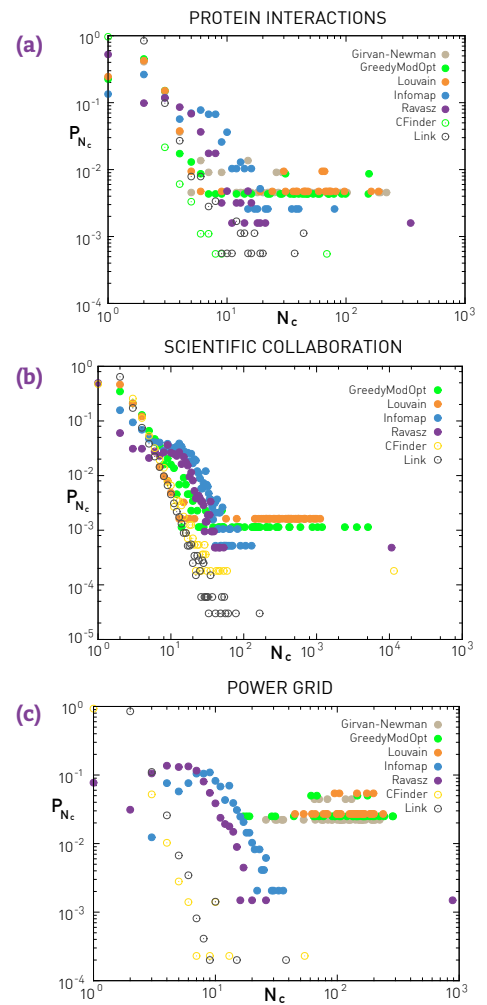 PROTEIN INTERACTIONS
(a)
10^0
10^-1
10^-2
10^-3
10^-4
P_Nc
Girvan-Newman
GreedyModOpt
Louvain
Infomap
Ravasz
CFinder
Link
10^0 10^1 10^2 10^3
N_c
SCIENTIFIC COLLABORATION
(b)
10^0
10^-1
10^-2
10^-3
10^-4
10^-5
P_Nc
GreedyModOpt
Louvain
Infomap
Ravasz
CFinder
Link
10^0 10^1 10^2 10^3 10^4
N_c
POWER GRID
(c)
10^0
10^-1
10^-2
10^-3
10^-4
P_Nc
Girvan-Newman
GreedyModOpt
Louvain
Infomap
Ravasz
CFinder
Link
10^0 10^1 10^2 10^3
N_c